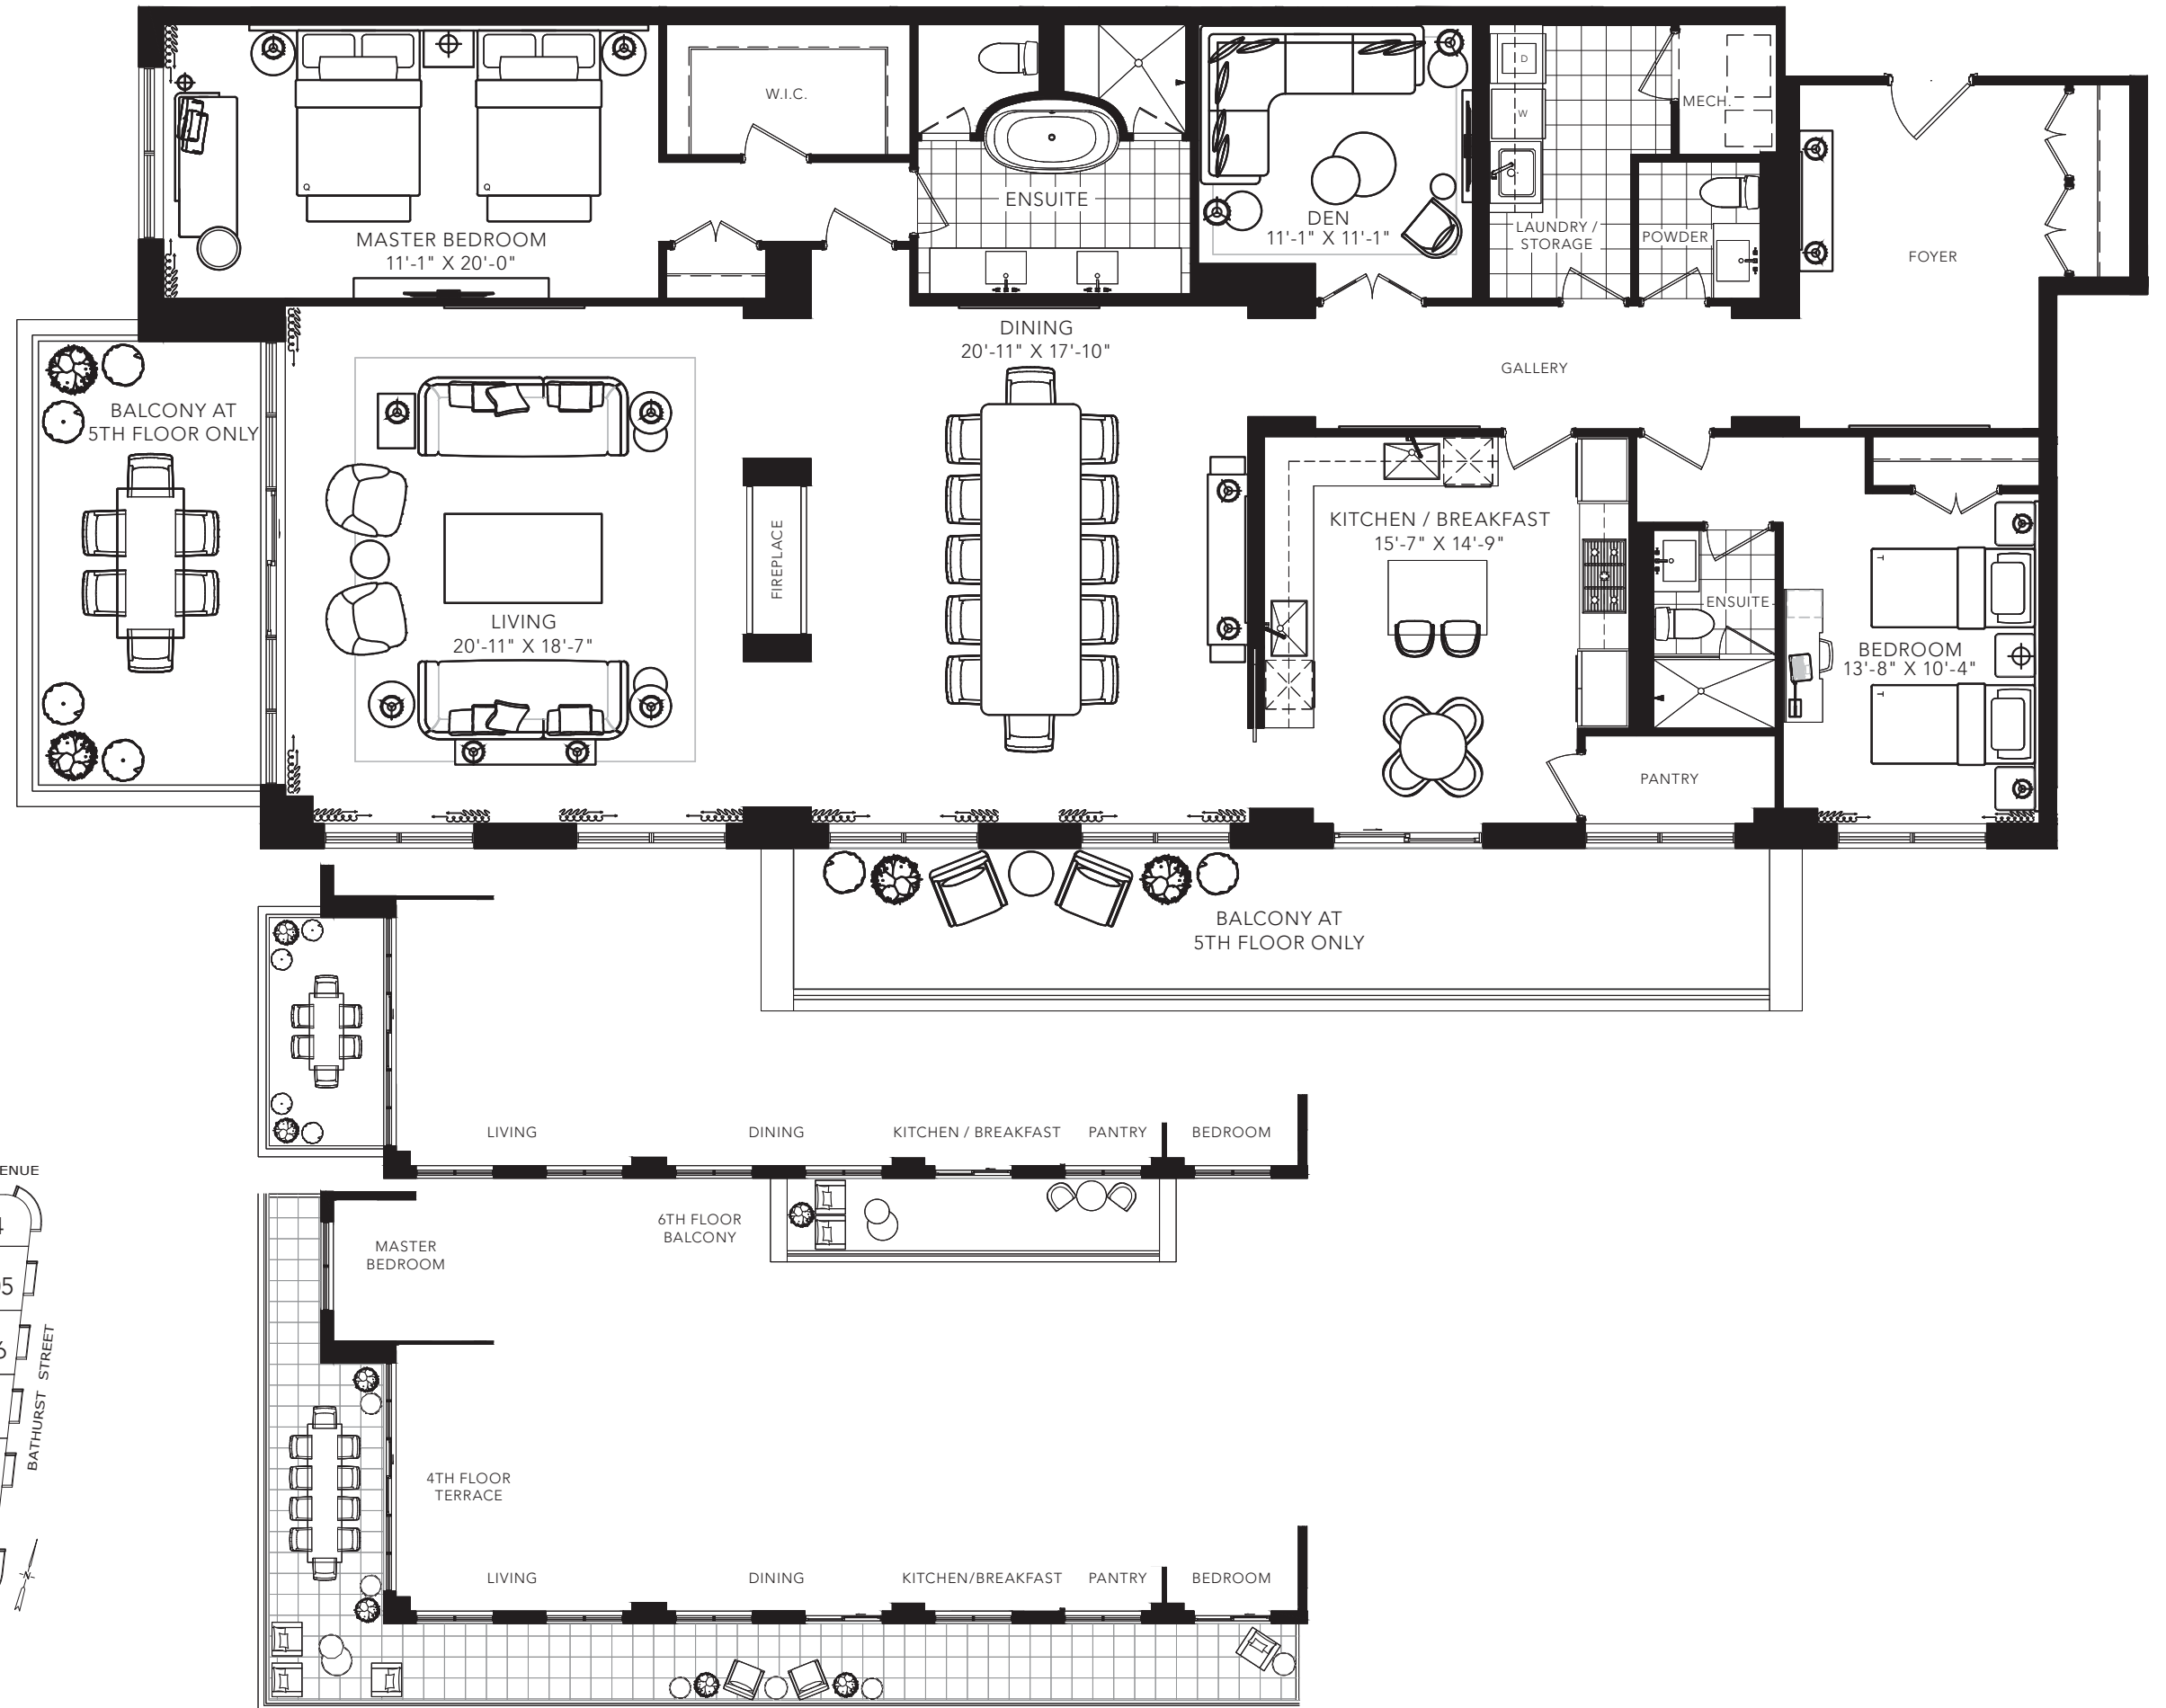 W.I.C.
D
W
MECH.
ENSUITE
MASTER BEDROOM
11'-1" X 20'-0"
Q
Q
DEN
11'-1" X 11'-1"
LAUNDRY /
STORAGE
POWDER
FOYER
DINING
20'-11" X 17'-10"
GALLERY
BALCONY AT
5TH FLOOR ONLY
FIREPLACE
LIVING
20'-11" X 18'-7"
KITCHEN / BREAKFAST
15'-7" X 14'-9"
ENSUITE
T
T
BEDROOM
13'-8" X 10'-4"
PANTRY
BALCONY AT
5TH FLOOR ONLY
LIVING
DINING
KITCHEN / BREAKFAST
PANTRY
BEDROOM
6TH FLOOR
BALCONY
MASTER
BEDROOM
ENUE
5
BATHURST STREET
N
4TH FLOOR
TERRACE
LIVING
DINING
KITCHEN/BREAKFAST
PANTRY
BEDROOM